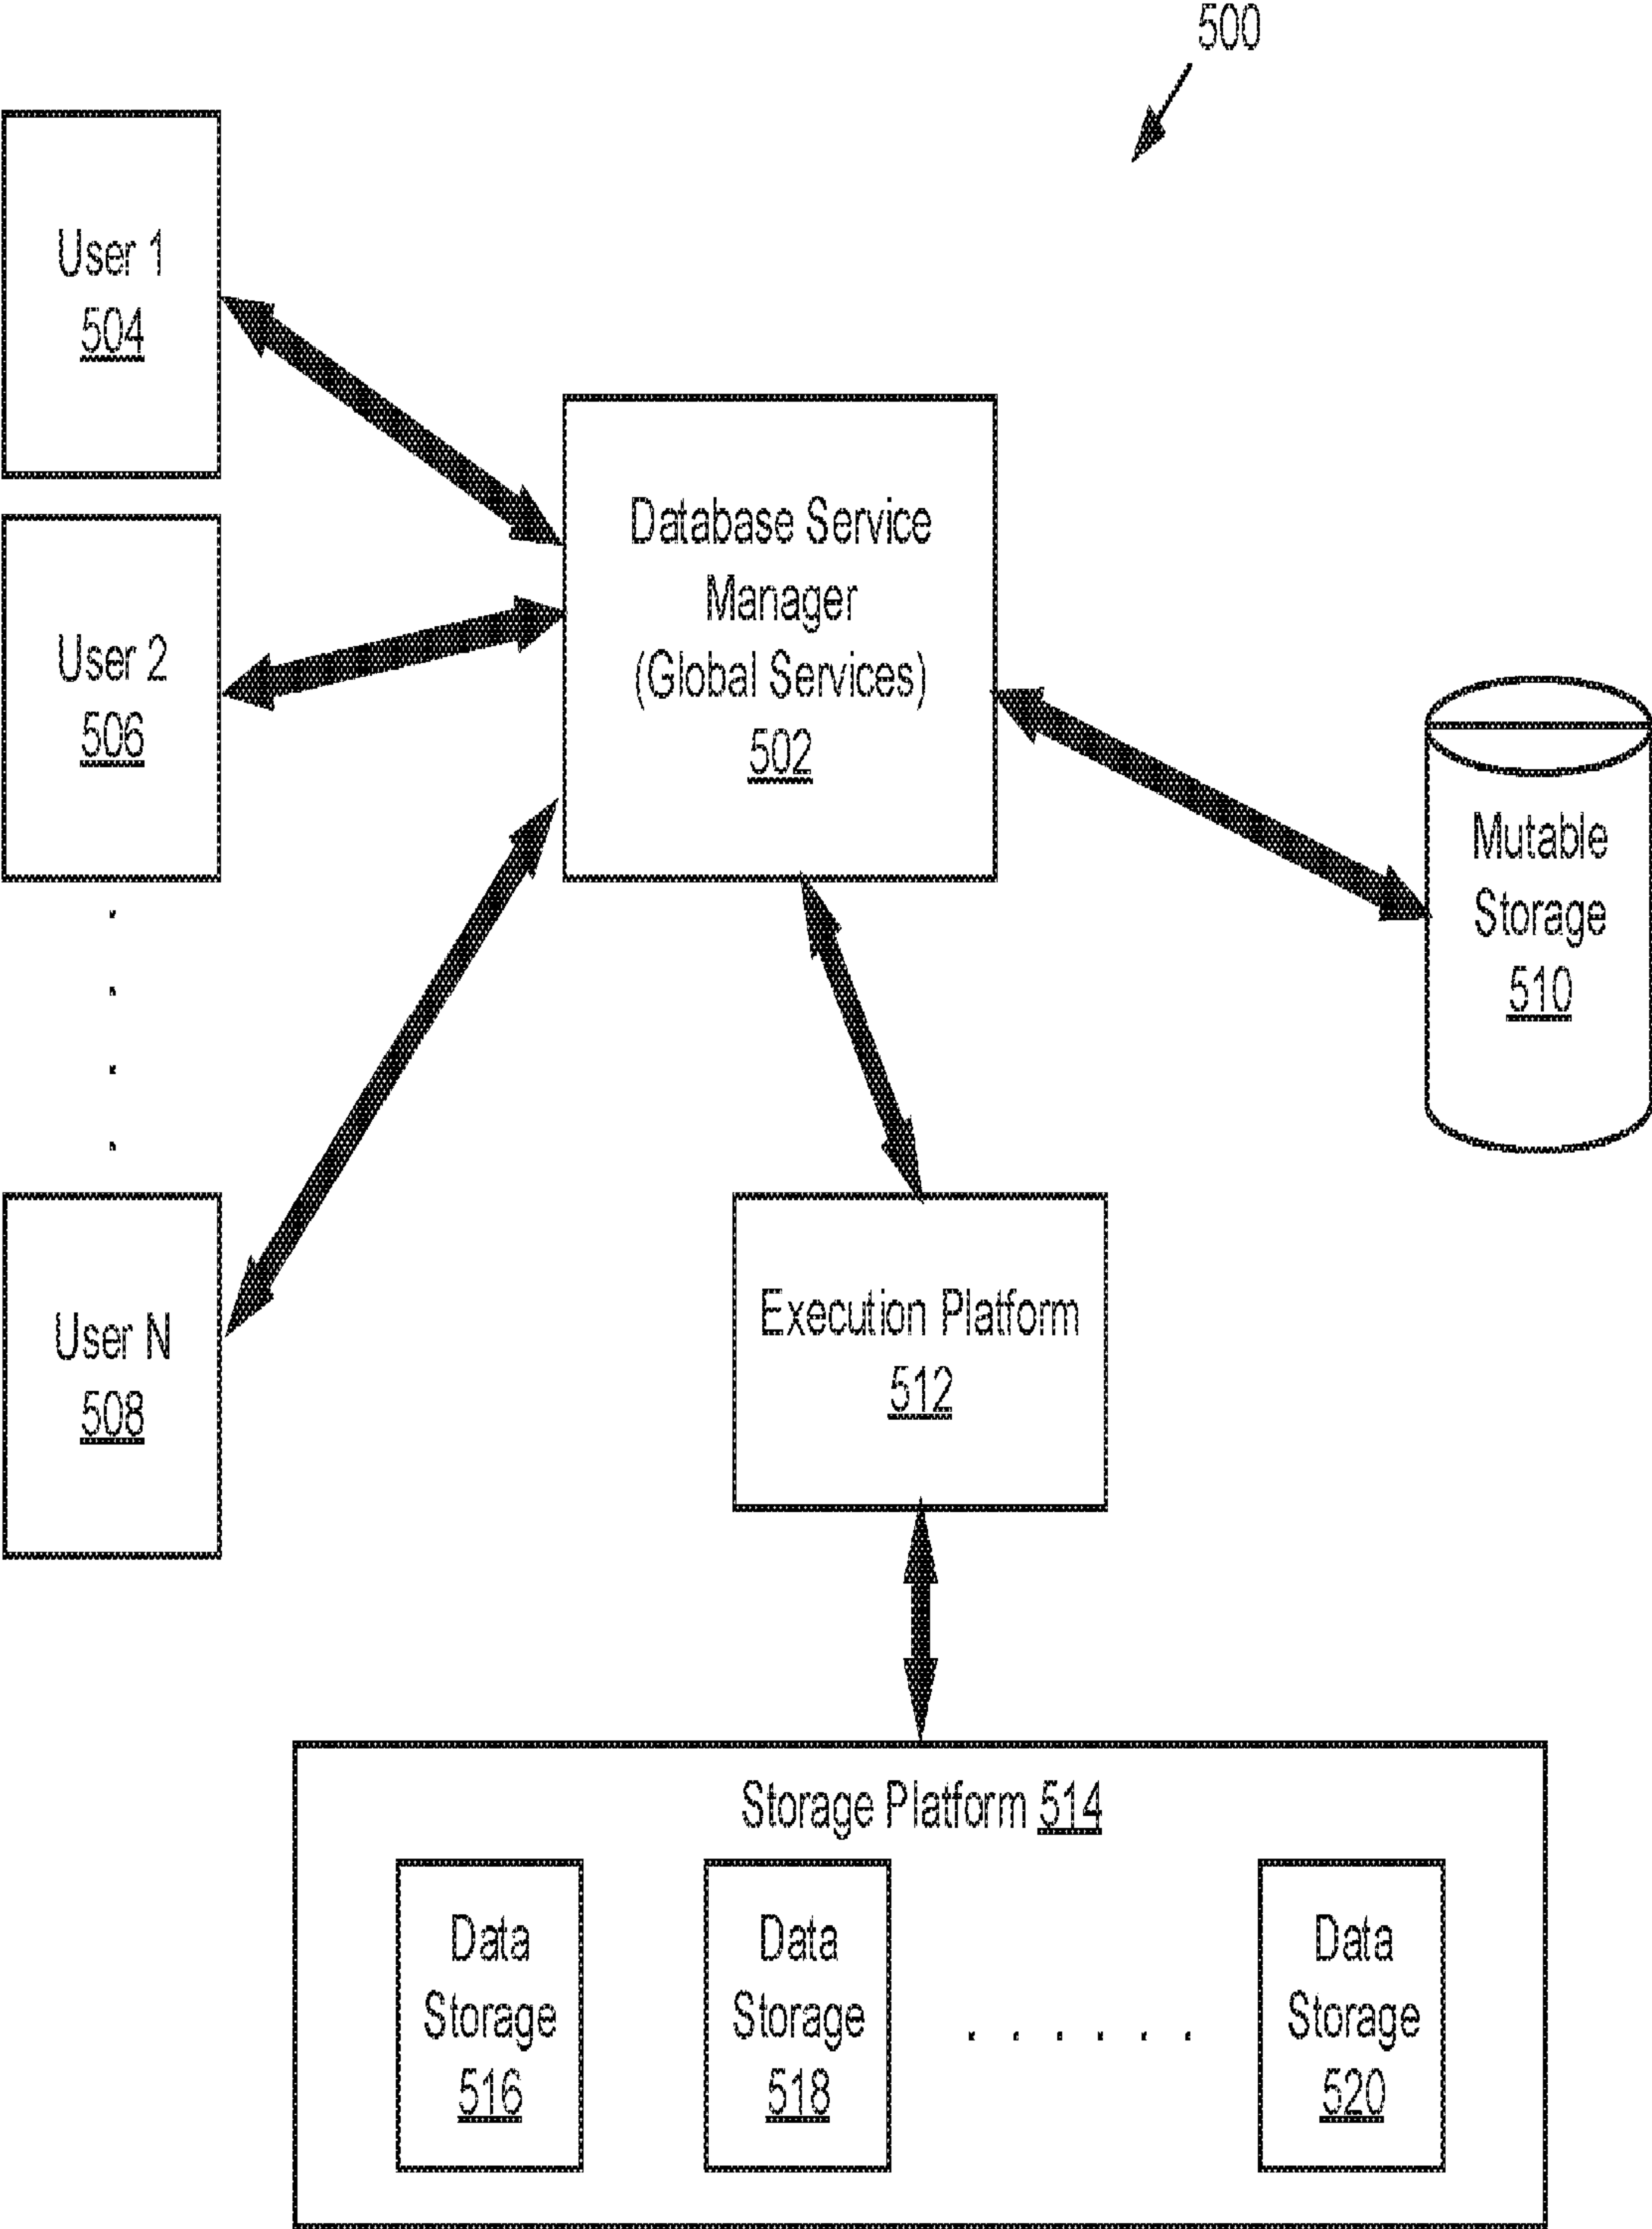 500
User 1
504
Database Service
Manager
(Global Services)
502
User 2
506
Mutable
Storage
510
User N
508
Execution Platform
512
Storage Platform 514
Data
Storage
516
Data
Storage
518
Data
Storage
520